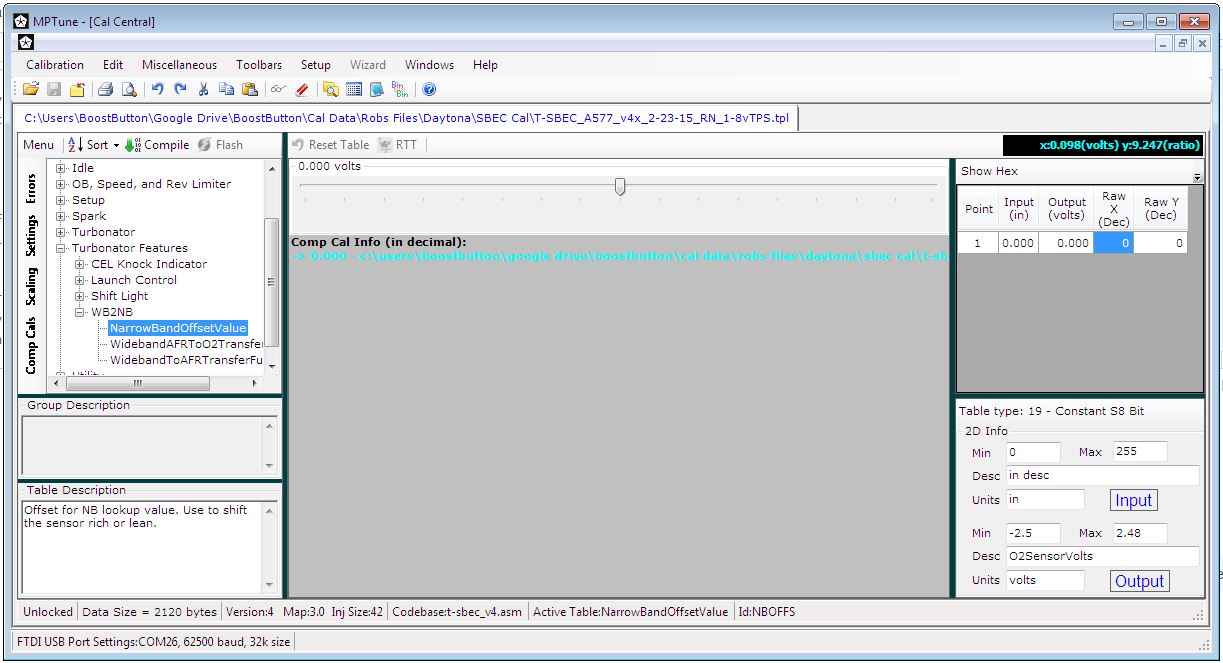 MPTune - [Cal Central]
Calibration Edit Miscellaneous Toolbars Setup Wizard Windows Help
C:\Users\BoostButton\Google Drive\BoostButton\Cal Data\Robs Files\Daytona\SBEC Cal\T-SBEC_A577_v4x_2-23-15_RN_1-8vTPS.tpl
Menu Sort Compile Flash
Errors
Settings
Scaling
Comp Cals
Idle
OB, Speed, and Rev Limiter
Setup
Spark
Turbonator
Turbonator Features
CEL Knock Indicator
Launch Control
Shift Light
WB2NB
NarrowBandOffsetValue
WidebandAFRToO2Transfer
WidebandToAFRTransferFu
Utility
Group Description
Table Description
Offset for NB lookup value. Use to shift
the sensor rich or lean.
Reset Table RTT
x:0.098(volts) y:9.247(ratio)
0.000 volts
Comp Cal Info (in decimal):
-> 0.000 - c:\users\boostbutton\google drive\boostbutton\cal data\robs files\daytona\sbec cal\t-sb
Show Hex
Point Input (in) Output (volts) Raw X (Dec) Raw Y (Dec)
1 0.000 0.000 0 0
Table type: 19 - Constant S8 Bit
2D Info
Min 0 Max 255
Desc in desc
Units in Input
Min -2.5 Max 2.48
Desc O2SensorVolts
Units volts Output
Unlocked Data Size = 2120 bytes Version:4 Map:3.0 Inj Size:42 Codebase:t-sbec_v4.asm Active Table:NarrowBandOffsetValue Id:NBOFFS
FTDI USB Port Settings:COM26, 62500 baud, 32k size